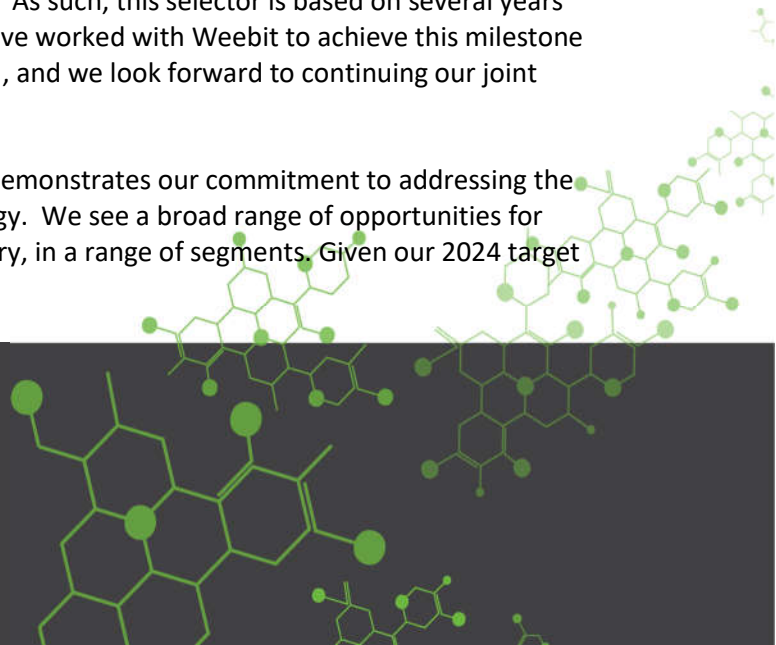 As such, this selector is based on several years
ve worked with Weebit to achieve this milestone
, and we look forward to continuing our joint
emonstrates our commitment to addressing the
gy.  We see a broad range of opportunities for
ry, in a range of segments. Given our 2024 target